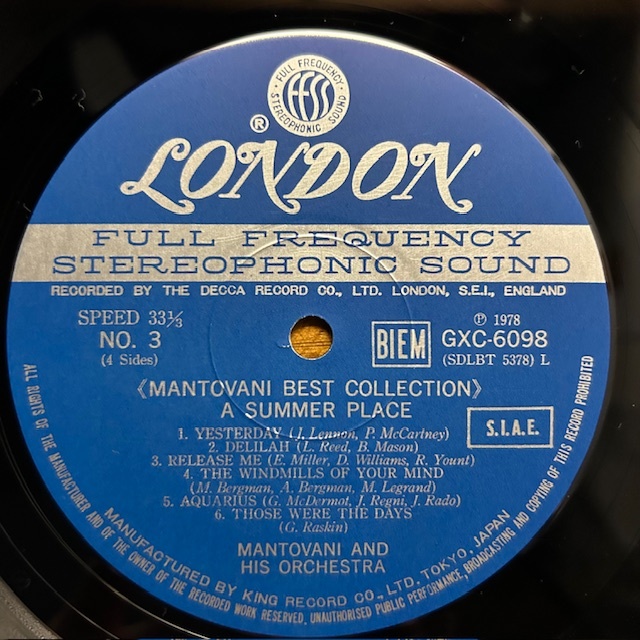 FULL FREQUENCY
ffss
STEREOPHONIC SOUND
®
LONDON
FULL FREQUENCY
STEREOPHONIC SOUND
RECORDED BY THE DECCA RECORD CO., LTD. LONDON, S.E.I., ENGLAND
SPEED 33⅓
NO. 3
(4 Sides)
BIEM
℗ 1978
GXC-6098
(SDLBT 5378) L
《MANTOVANI BEST COLLECTION》
A SUMMER PLACE
S.I.A.E.
1. YESTERDAY (J. Lennon, P. McCartney)
2. DELILAH (L. Reed, B. Mason)
3. RELEASE ME (E. Miller, D. Williams, R. Yount)
4. THE WINDMILLS OF YOUR MIND
(M. Bergman, A. Bergman, M. Legrand)
5. AQUARIUS (G. McDermot, J. Regni, J. Rado)
6. THOSE WERE THE DAYS
(G. Raskin)
MANTOVANI AND
HIS ORCHESTRA
MANUFACTURED BY KING RECORD CO., LTD. TOKYO, JAPAN
ALL RIGHTS OF THE MANUFACTURER AND OF THE OWNER OF THE RECORDED WORK RESERVED, UNAUTHORISED PUBLIC PERFORMANCE, BROADCASTING AND COPYING OF THIS RECORD PROHIBITED